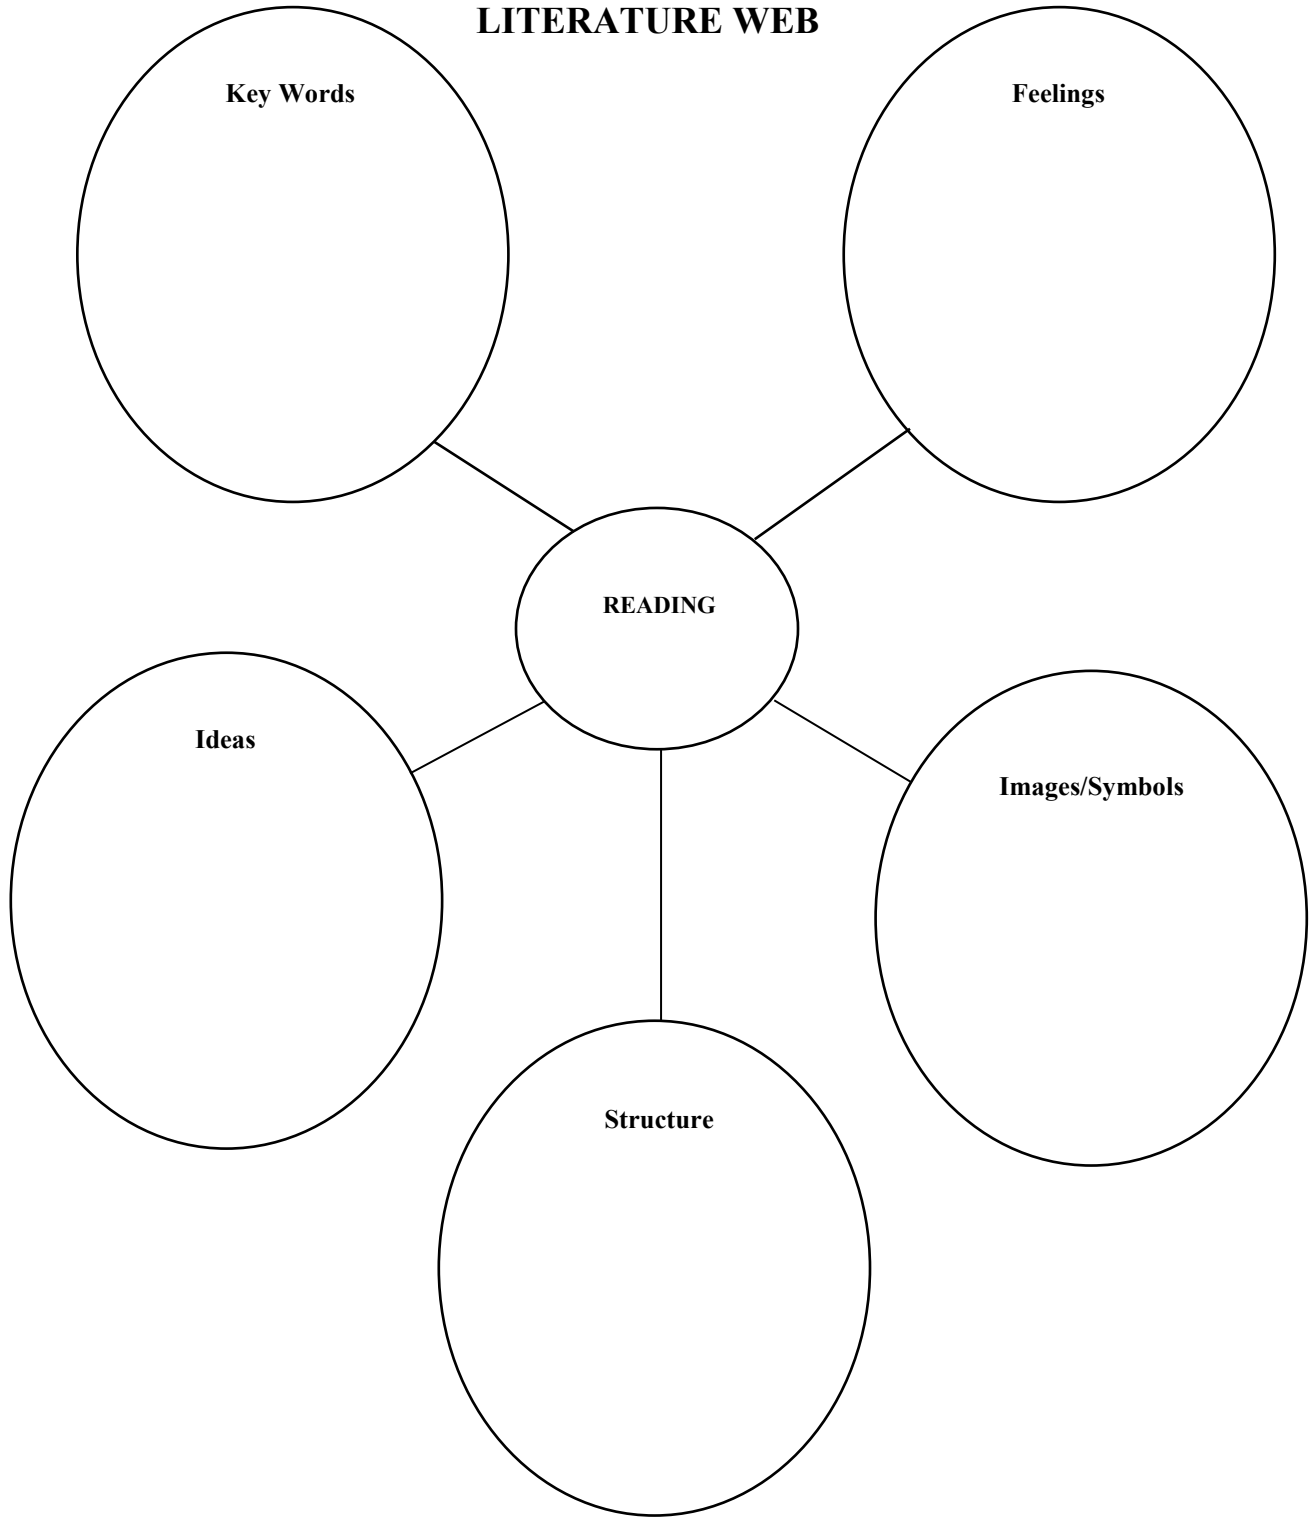 LITERATURE WEB
Key Words
Feelings
READING
Ideas
Images/Symbols
Structure